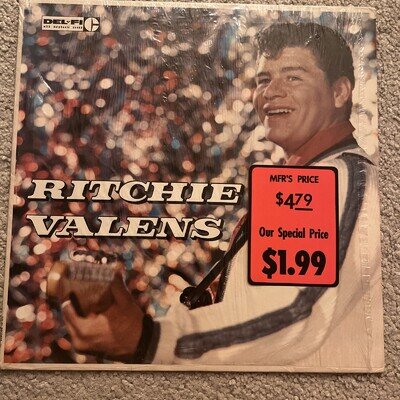 DEL-FI
RITCHIE
VALENS
MFR'S PRICE
$4.79
Our Special Price
$1.99